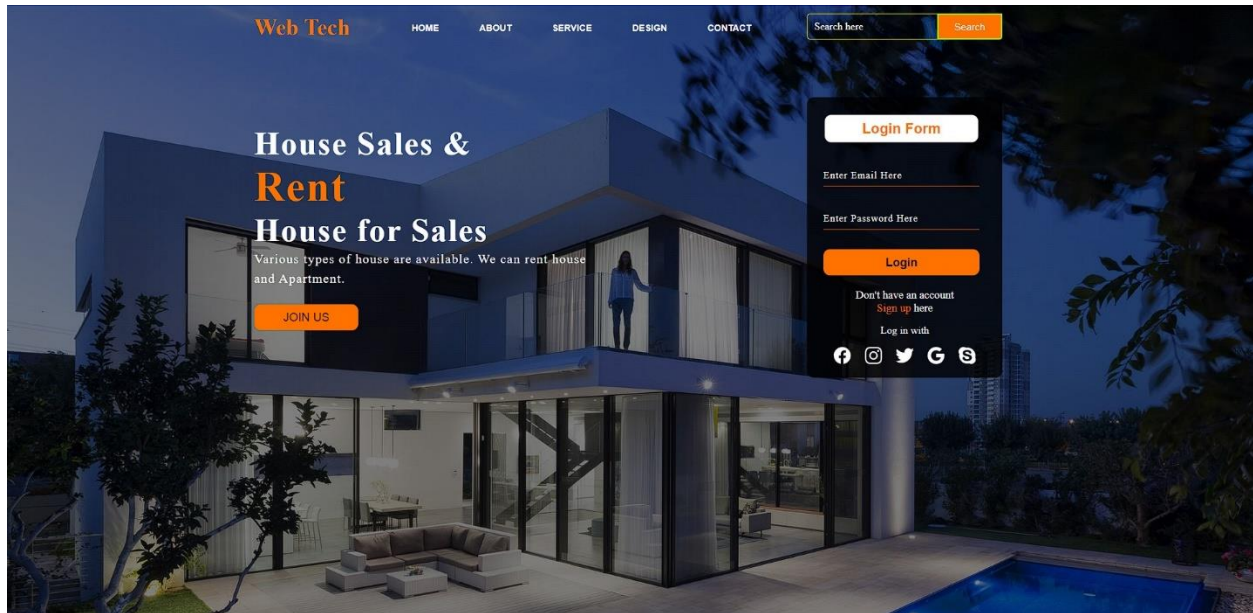 Web Tech
HOME
ABOUT
SERVICE
DESIGN
CONTACT
Search here
Search
House Sales &
Rent
House for Sales
Various types of house are available. We can rent house
and Apartment.
JOIN US
Login Form
Enter Email Here
Enter Password Here
Login
Don't have an account
Sign up here
Log in with